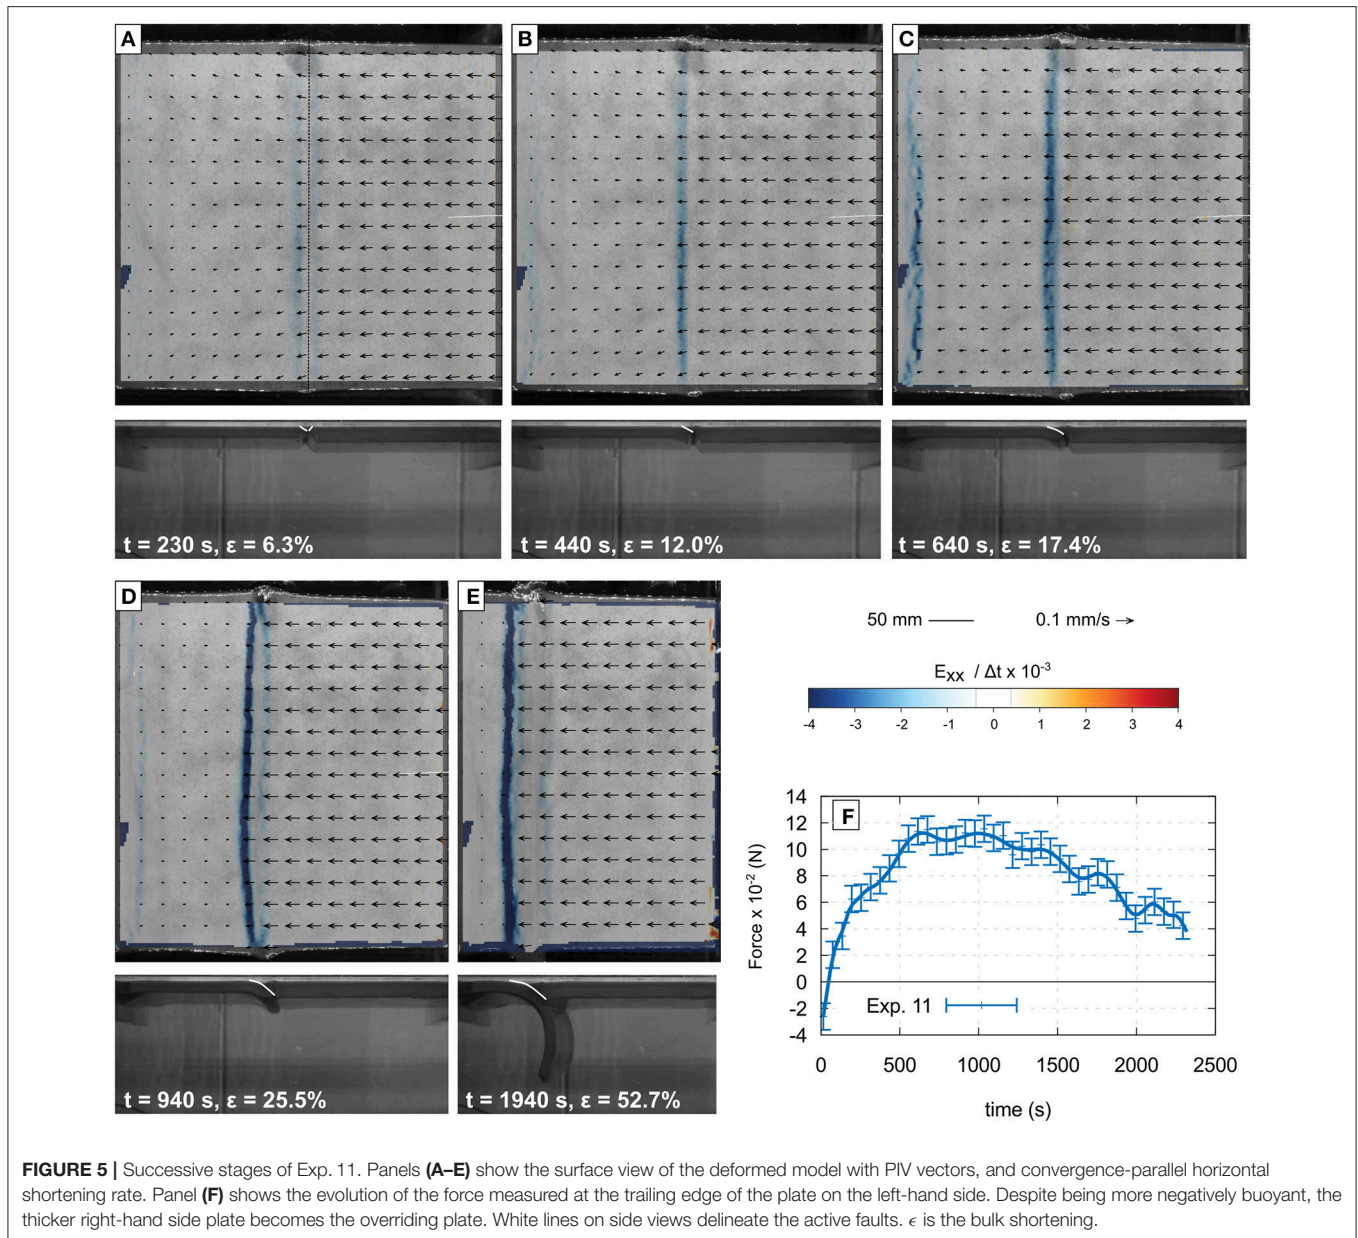 A
B
C
t = 230 s, ε = 6.3%
t = 440 s, ε = 12.0%
t = 640 s, ε = 17.4%
D
E
50 mm
0.1 mm/s
Exx / Δt x 10-3
-4 -3 -2 -1 0 1 2 3 4
t = 940 s, ε = 25.5%
t = 1940 s, ε = 52.7%
F
Force x 10-2 (N)
14
12
10
8
6
4
2
0
-2
-4
Exp. 11
0 500 1000 1500 2000 2500
time (s)
FIGURE 5 | Successive stages of Exp. 11. Panels (A–E) show the surface view of the deformed model with PIV vectors, and convergence-parallel horizontal
shortening rate. Panel (F) shows the evolution of the force measured at the trailing edge of the plate on the left-hand side. Despite being more negatively buoyant, the
thicker right-hand side plate becomes the overriding plate. White lines on side views delineate the active faults. ϵ is the bulk shortening.